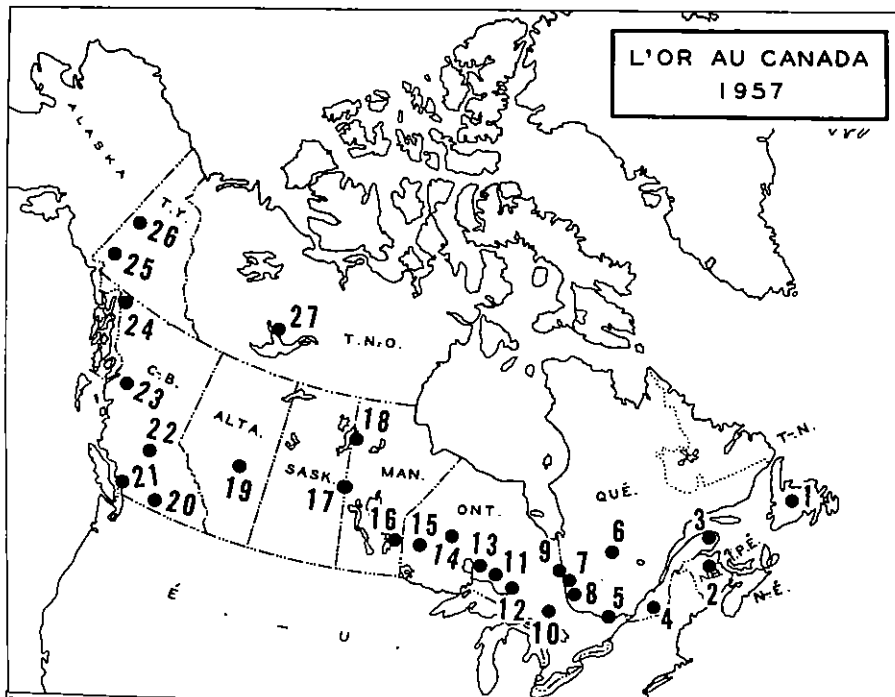 L'OR AU CANADA
1957
ALASKA
T.Y.
26
25
24
27
T.N.O.
C.-B.
23
ALTA.
18
T.-N.
22
SASK.
MAN.
21
19
17
QUÉ.
1
20
ONT.
16
15
14
13
11
9
7
6
3
Î.P.É.
12
8
5
4
N.B.
2
N.-É.
10
É
U